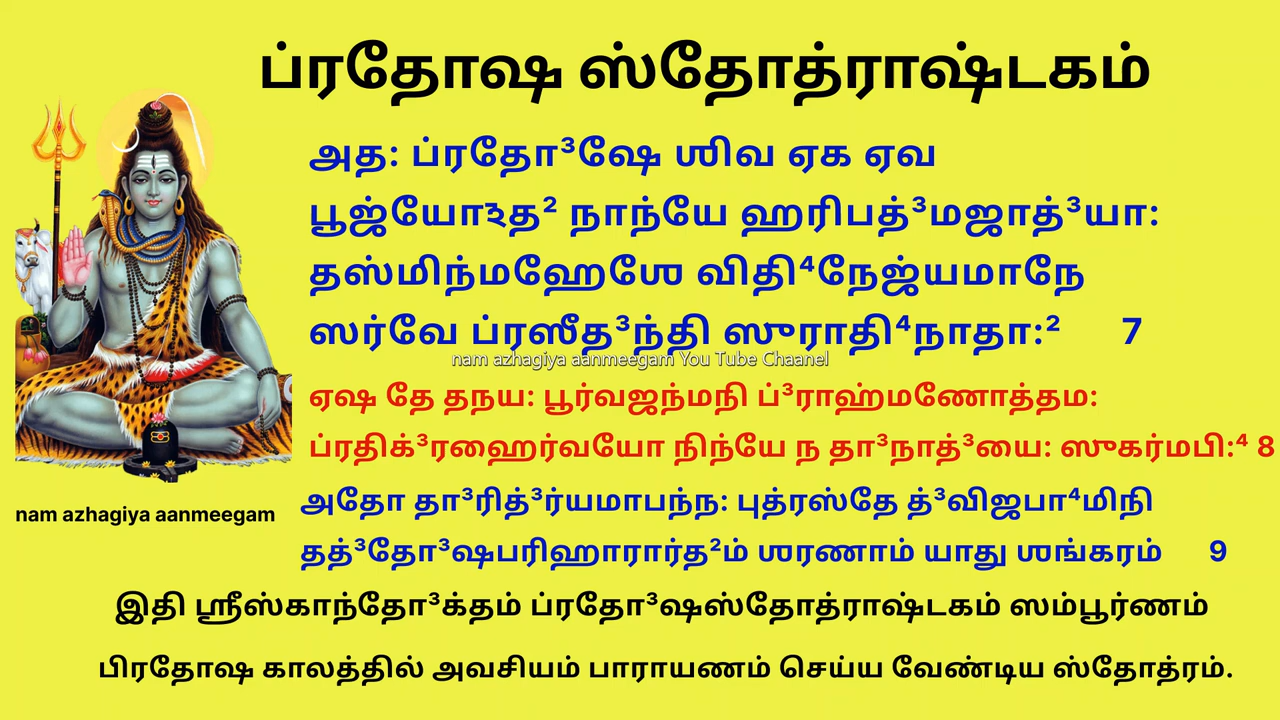 ப்ரதோஷ ஸ்தோத்ராஷ்டகம்
அத: ப்ரதோ³ஷே ஶிவ ஏக ஏவ
பூஜ்யோऽத² நாந்யே ஹரிபத்³மஜாத்³யா:
தஸ்மிந்மஹேஶே விதி⁴நேஜ்யமாநே
ஸர்வே ப்ரஸீத³ந்தி ஸுராதி⁴நாதா:² 7
nam azhagiya aanmeegam You Tube Chaanel
ஏஷ தே தநய: பூர்வஜந்மநி ப்³ராஹ்மணோத்தம:
ப்ரதிக்³ரஹைர்வயோ நிந்யே ந தா³நாத்³யை: ஸுகர்மபி:⁴ 8
அதோ தா³ரித்³ர்யமாபந்ந: புத்ரஸ்தே த்³விஜபா⁴மிநி
nam azhagiya aanmeegam
தத்³தோ³ஷபரிஹாரார்த²ம் ஶரணாம் யாது ஶங்கரம் 9
இதி ஶ்ரீஸ்காந்தோ³க்தம் ப்ரதோ³ஷஸ்தோத்ராஷ்டகம் ஸம்பூர்ணம்
பிரதோஷ காலத்தில் அவசியம் பாராயணம் செய்ய வேண்டிய ஸ்தோத்ரம்.